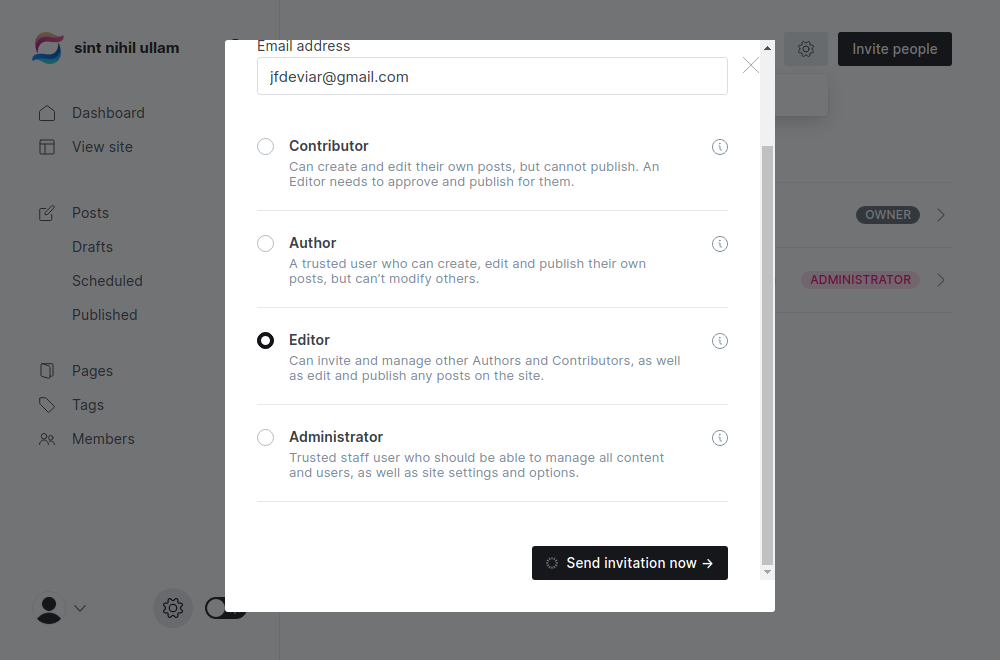 sint nihil ullam
Dashboard
View site
Posts
Drafts
Scheduled
Published
Pages
Tags
Members
Invite people
OWNER
ADMINISTRATOR
Email address
jfdeviar@gmail.com
Contributor
Can create and edit their own posts, but cannot publish. An
Editor needs to approve and publish for them.
Author
A trusted user who can create, edit and publish their own
posts, but can’t modify others.
Editor
Can invite and manage other Authors and Contributors, as well
as edit and publish any posts on the site.
Administrator
Trusted staff user who should be able to manage all content
and users, as well as site settings and options.
Send invitation now →